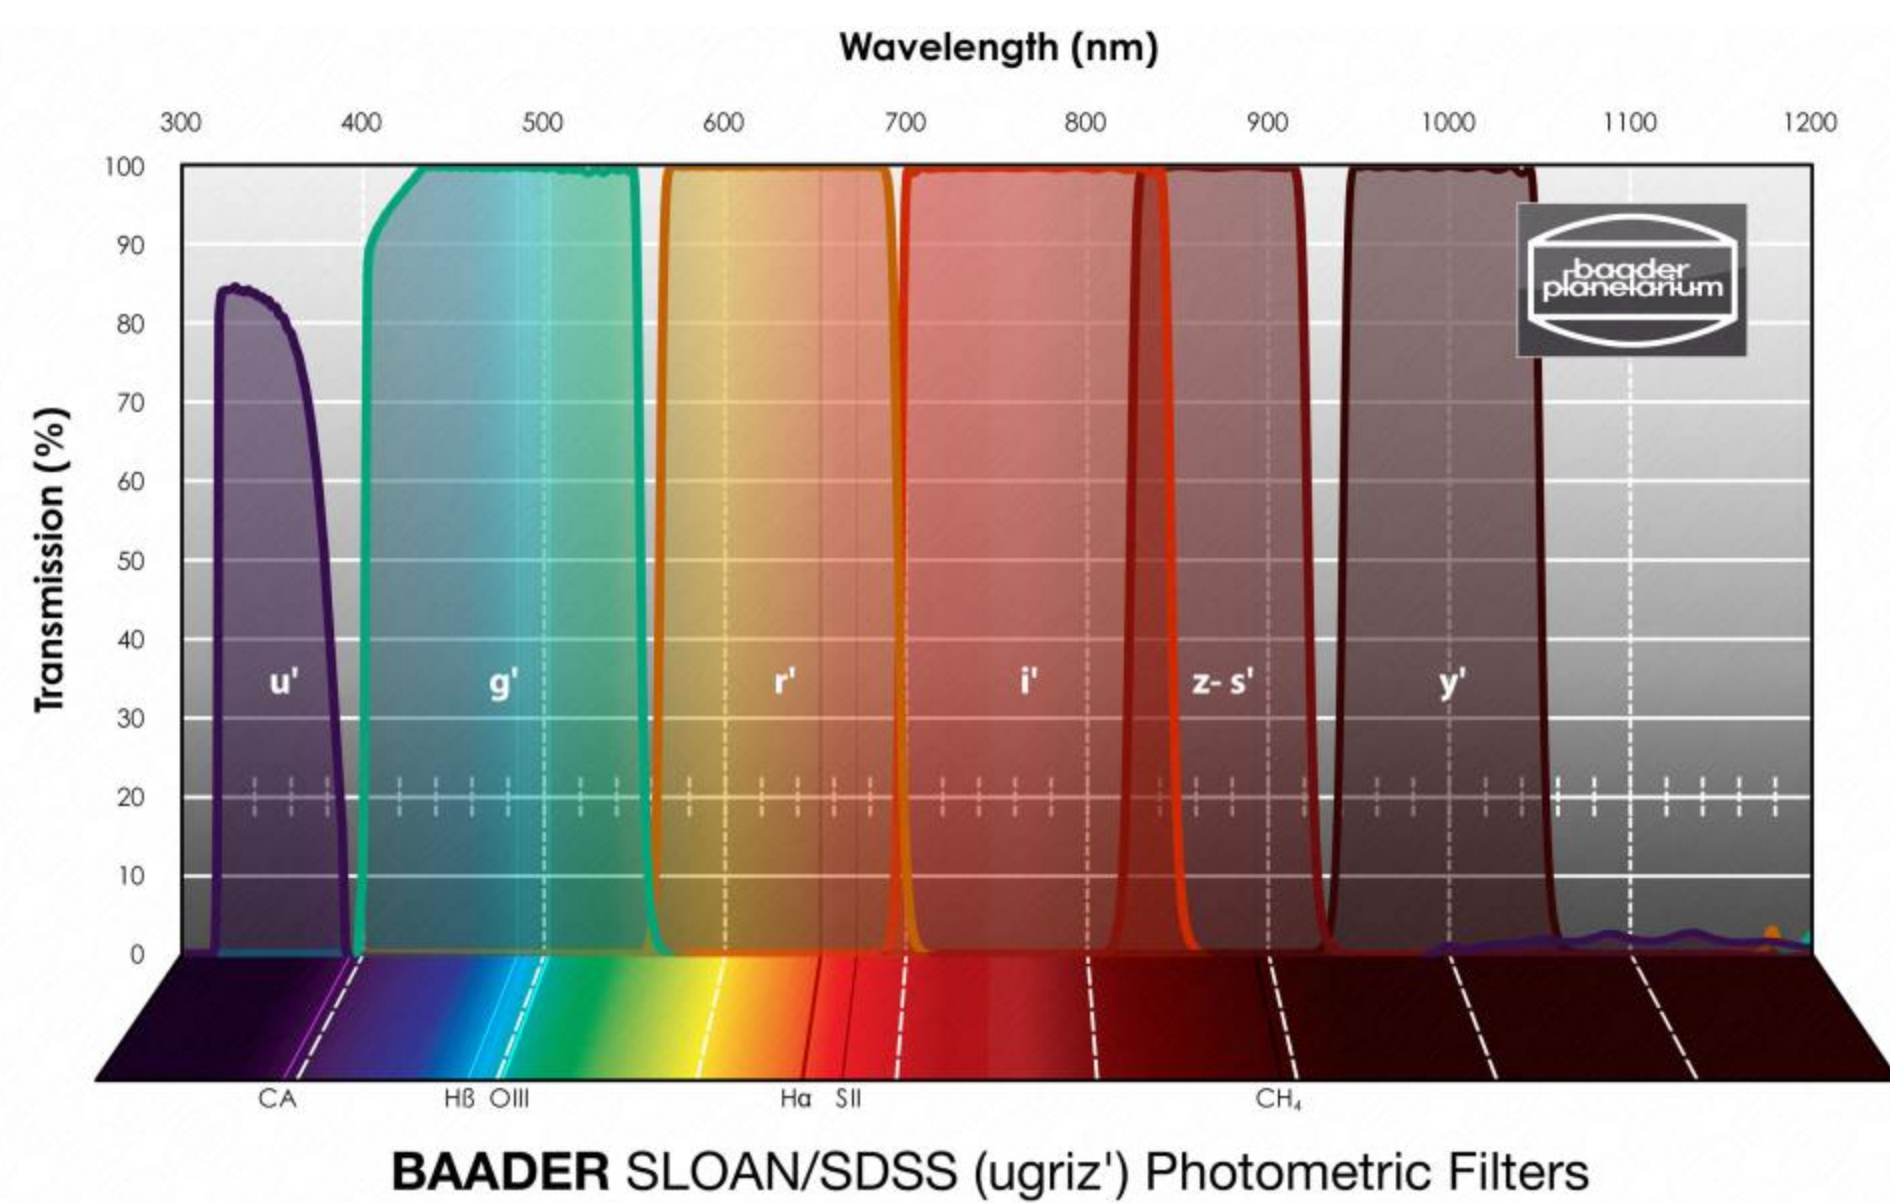 Wavelength (nm)
300 400 500 600 700 800 900 1000 1100 1200
Transmission (%)
100
90
80
70
60
50
40
30
20
10
0
baader
planetarium
u' g' r' i' z- s' y'
CA Hß OIII Hα SII CH₄
BAADER SLOAN/SDSS (ugriz') Photometric Filters